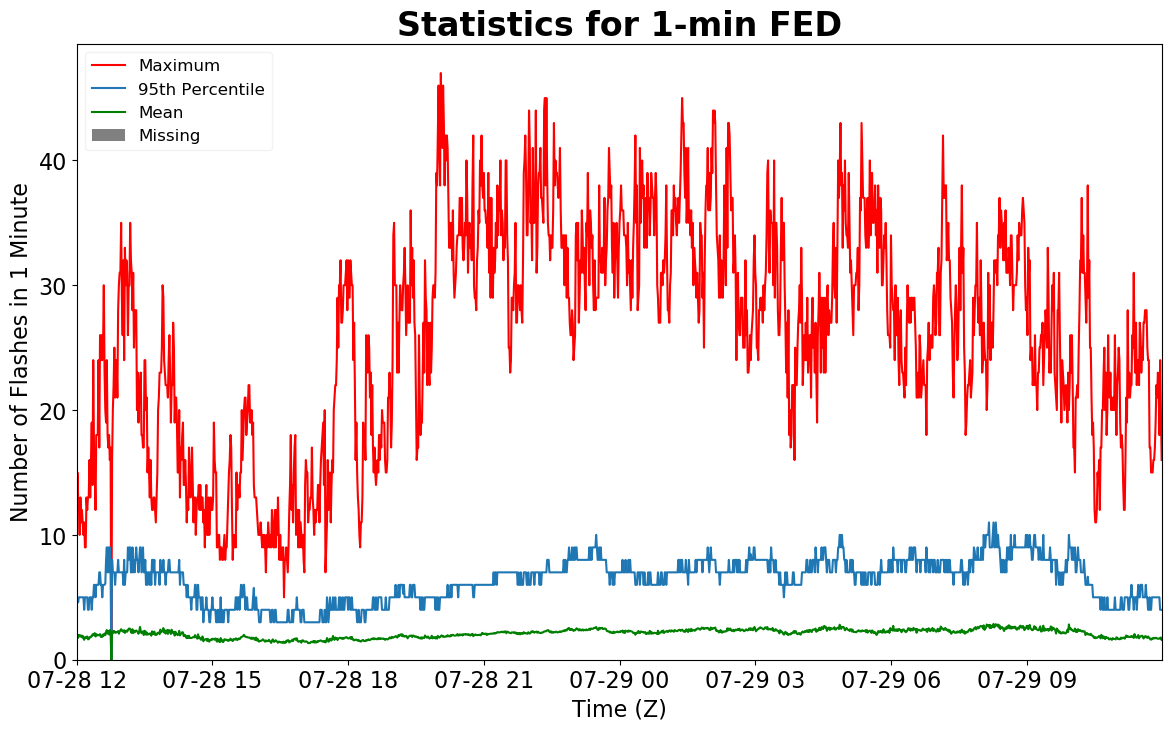 Statistics for 1-min FED
Maximum
95th Percentile
Mean
Missing
Number of Flashes in 1 Minute
40
30
20
10
0
07-28 12 07-28 15 07-28 18 07-28 21 07-29 00 07-29 03 07-29 06 07-29 09
Time (Z)